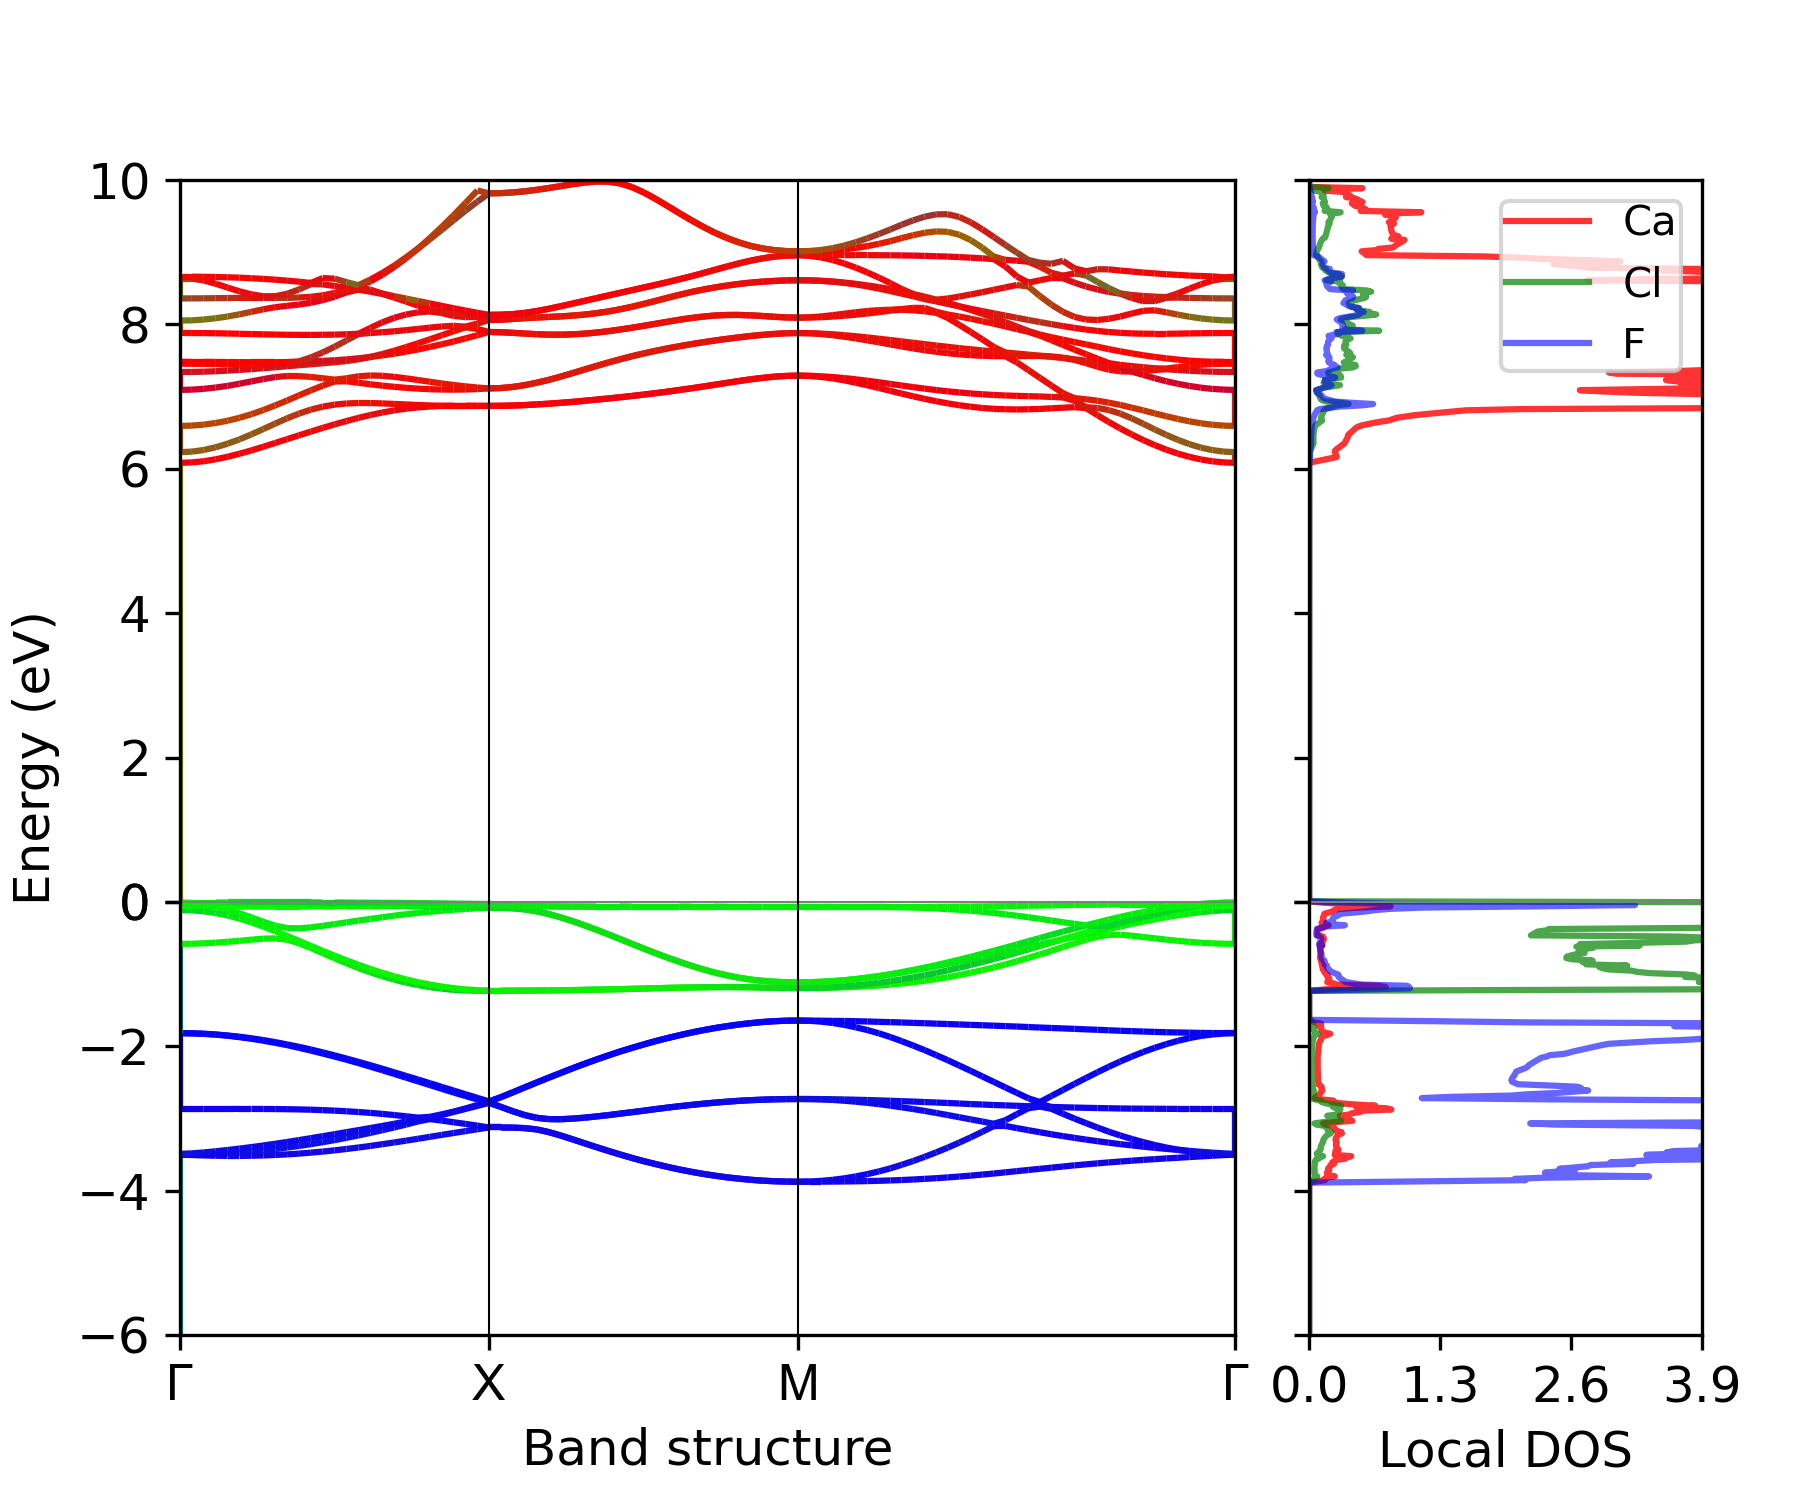 10
8
6
4
2
0
−2
−4
−6
Energy (eV)
Γ X M Γ
Band structure
Ca
Cl
F
0.0 1.3 2.6 3.9
Local DOS